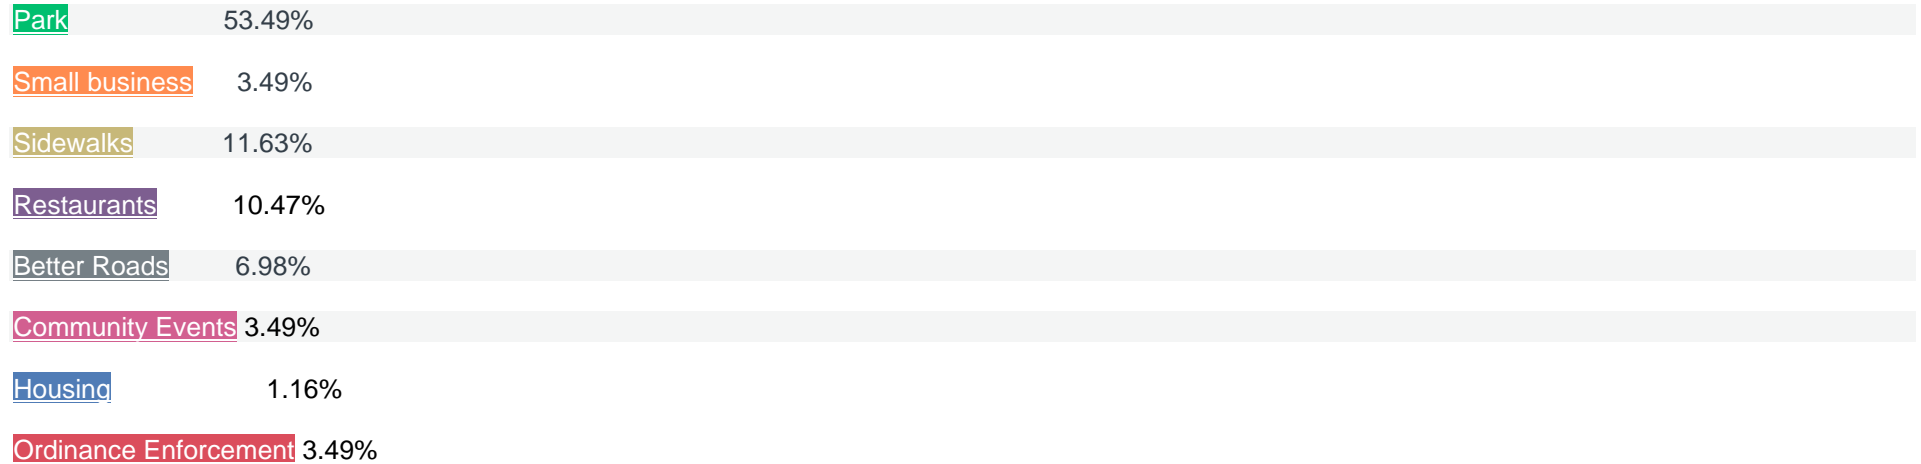 Park 53.49%
Small business 3.49%
Sidewalks 11.63%
Restaurants 10.47%
Better Roads 6.98%
Community Events 3.49%
Housing 1.16%
Ordinance Enforcement 3.49%